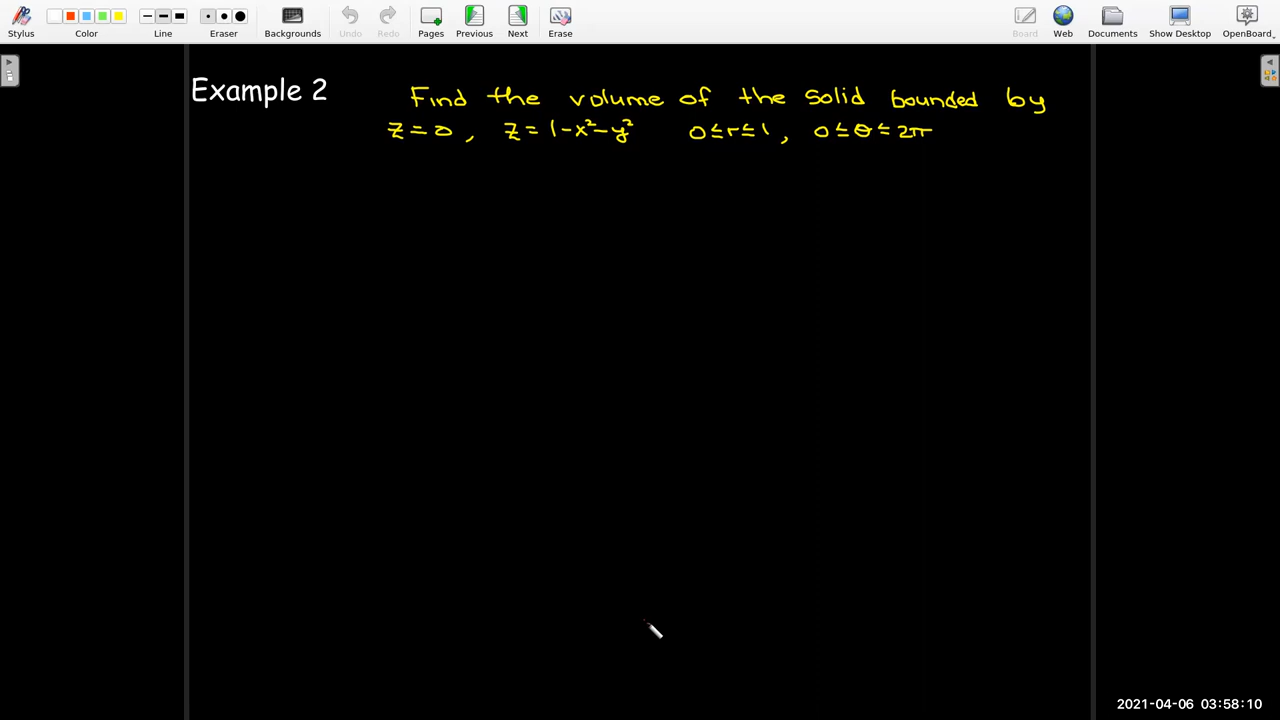 Stylus Color Line Eraser Backgrounds Undo Redo Pages Previous Next Erase Board Web Documents Show Desktop OpenBoard
Example 2 Find the volume of the solid bounded by
z=0, z=1-x²-y² 0≤r≤1, 0≤θ≤2π
2021-04-06 03:58:10